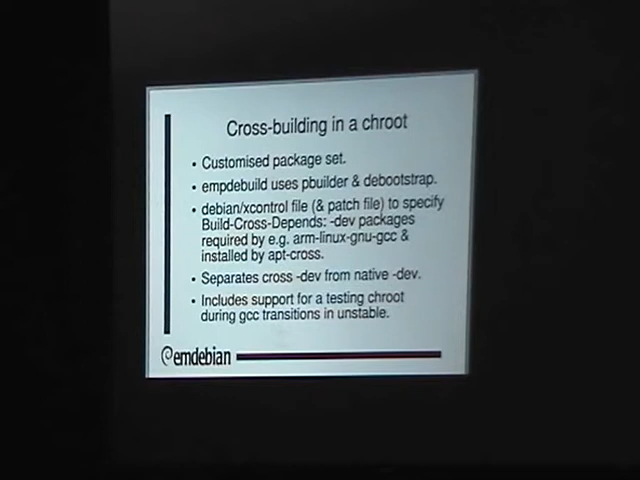 Cross-building in a chroot
• Customised package set.
• empdebuild uses pbuilder & debootstrap.
• debian/xcontrol file (& patch file) to specify
Build-Cross-Depends: -dev packages
required by e.g. arm-linux-gnu-gcc &
installed by apt-cross.
• Separates cross -dev from native -dev.
• Includes support for a testing chroot
during gcc transitions in unstable.
emdebian